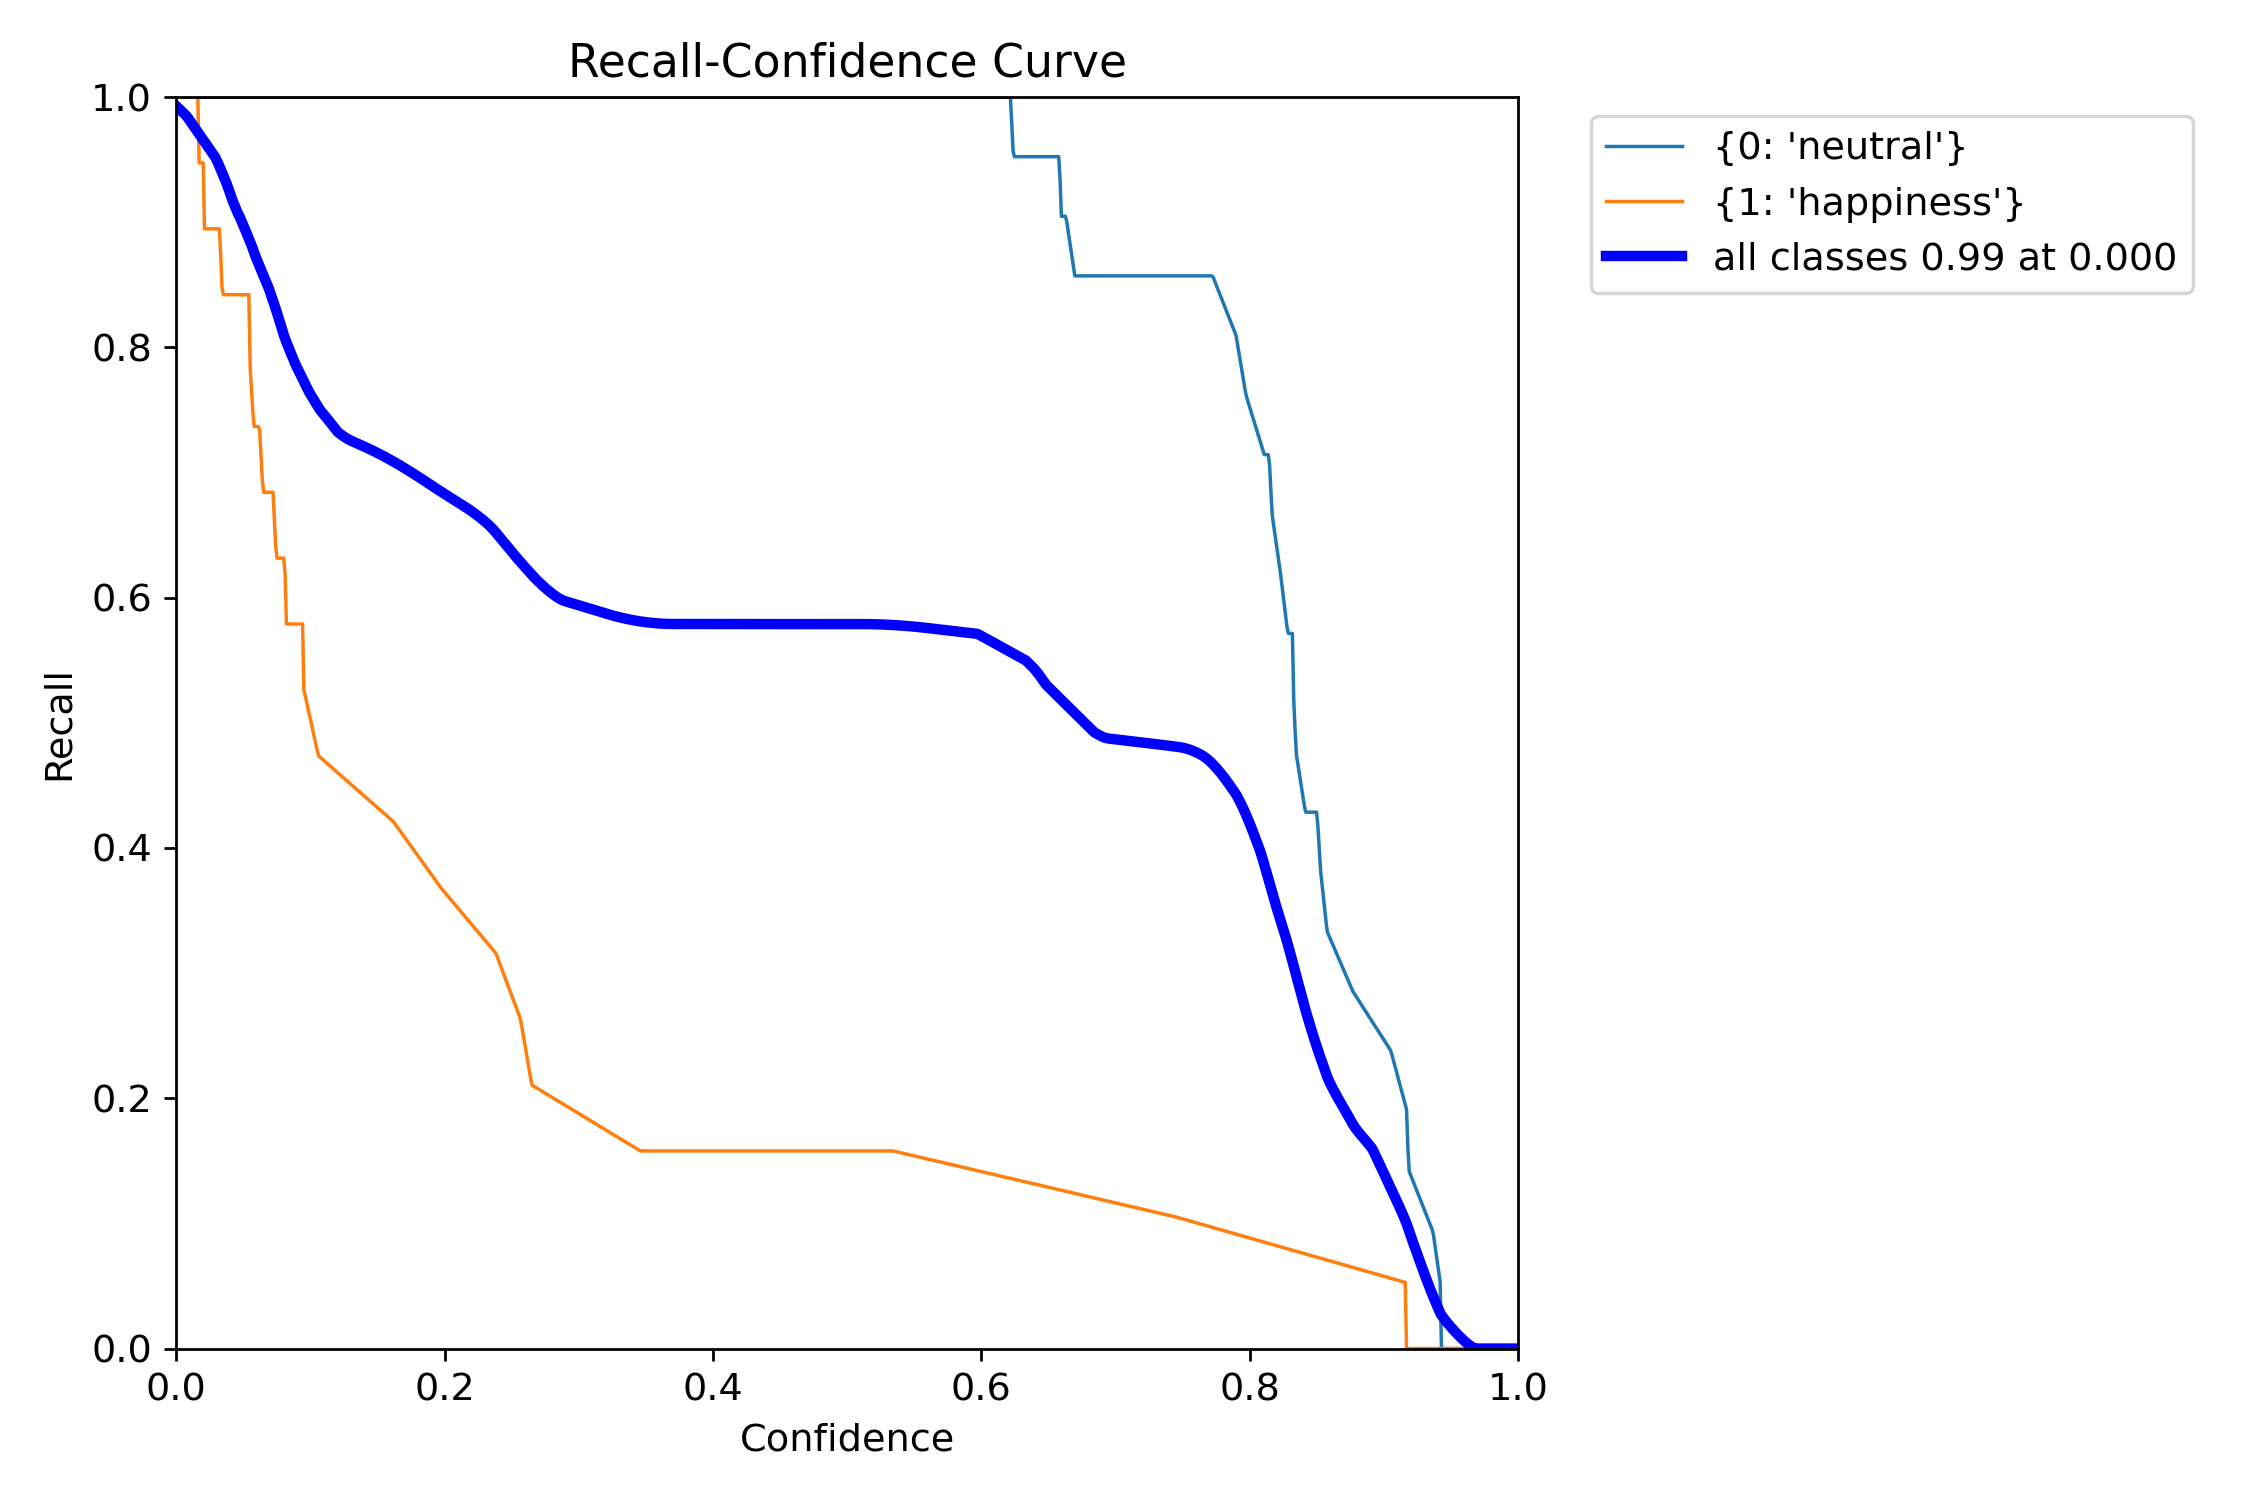 Recall-Confidence Curve
1.0
0.8
0.6
0.4
0.2
0.0
Recall
0.0 0.2 0.4 0.6 0.8 1.0
Confidence
{0: 'neutral'}
{1: 'happiness'}
all classes 0.99 at 0.000